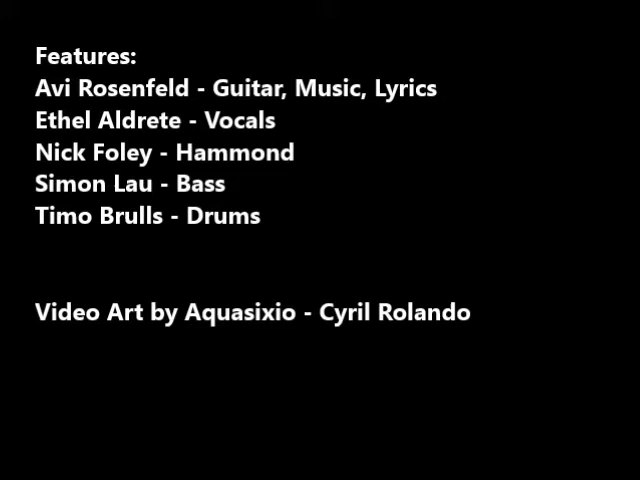 Features:
Avi Rosenfeld - Guitar, Music, Lyrics
Ethel Aldrete - Vocals
Nick Foley - Hammond
Simon Lau - Bass
Timo Brulls - Drums
Video Art by Aquasixio - Cyril Rolando